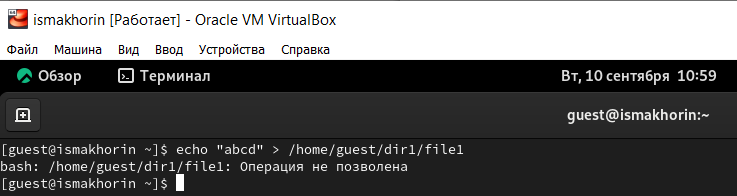 ismakhorin [Работает] - Oracle VM VirtualBox
Файл Машина Вид Ввод Устройства Справка
Обзор Терминал Вт, 10 сентября 10:59
guest@ismakhorin:~
[guest@ismakhorin ~]$ echo "abcd" > /home/guest/dir1/file1
bash: /home/guest/dir1/file1: Операция не позволена
[guest@ismakhorin ~]$